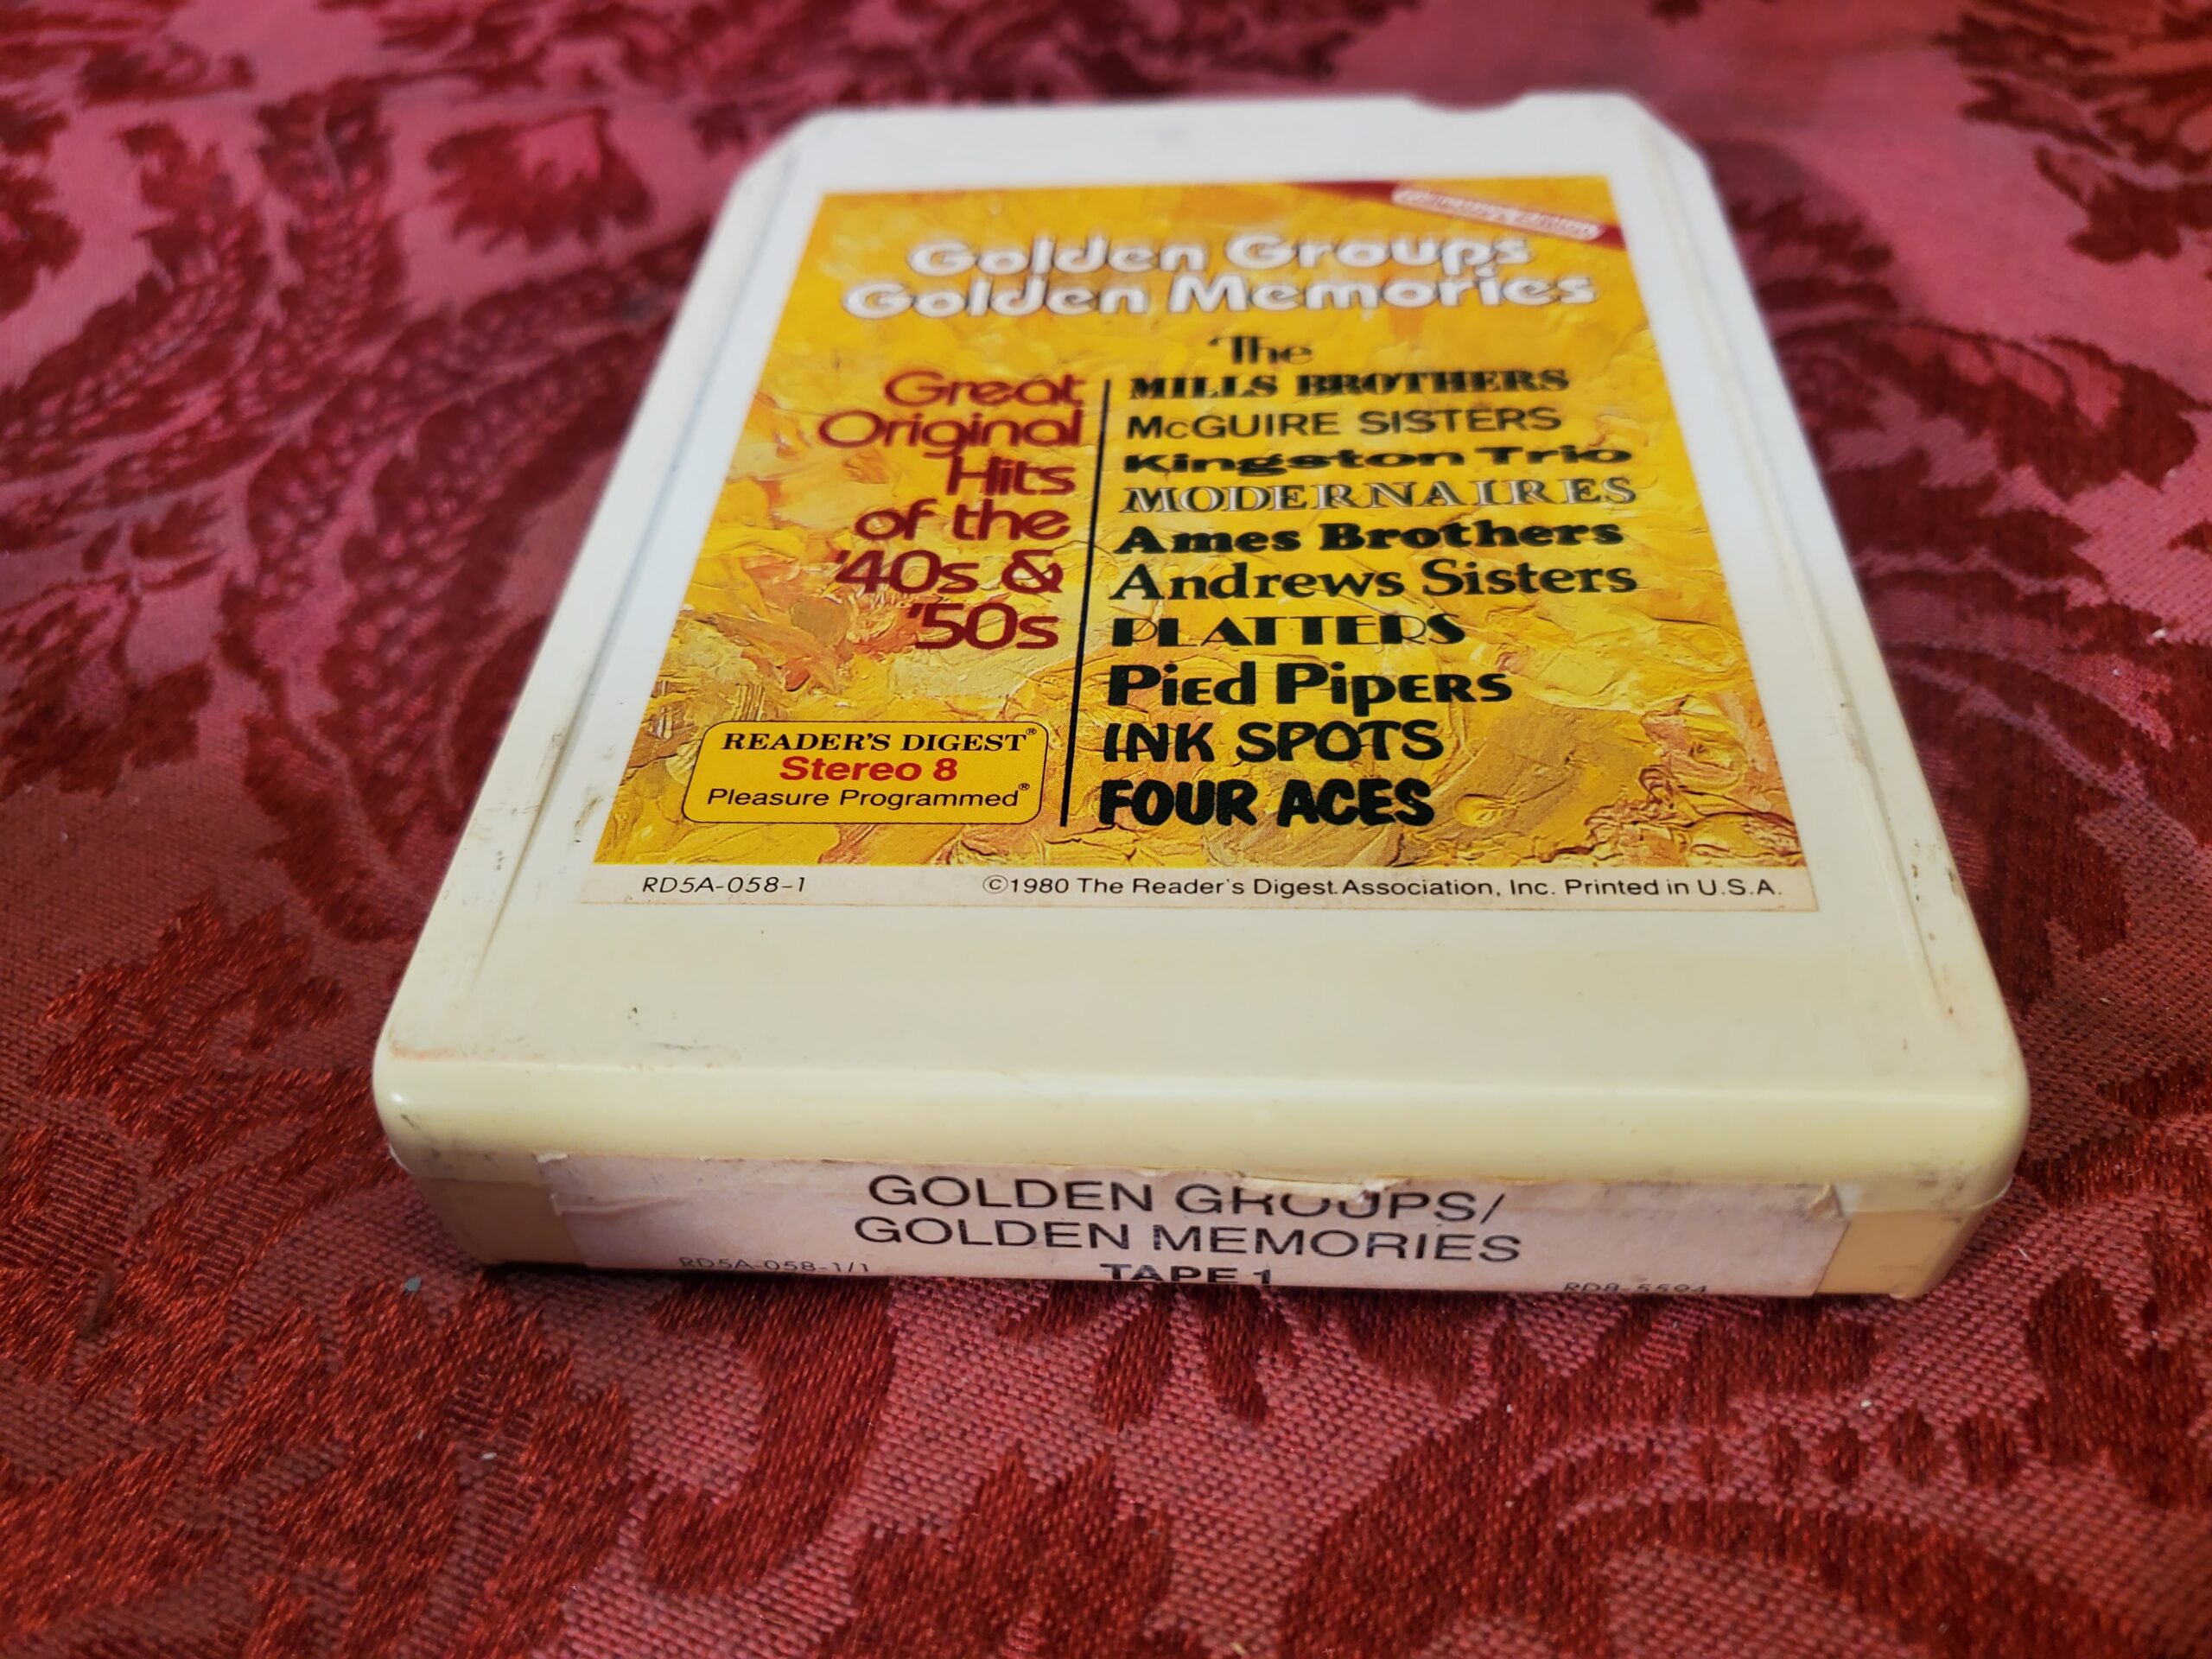 Golden Groups
Golden Memories
Great
Original
Hits
of the
'40s &
'50s
The
MILLS BROTHERS
McGUIRE SISTERS
Kingston Trio
MODERNAIRES
Ames Brothers
Andrews Sisters
PLATTERS
Pied Pipers
INK SPOTS
FOUR ACES
READER'S DIGEST®
Stereo 8
Pleasure Programmed®
RD5A-058-1
©1980 The Reader's Digest Association, Inc. Printed in U.S.A.
GOLDEN GROUPS/
GOLDEN MEMORIES
RD5A-058-1/1
TAPE 1
RD8-5594